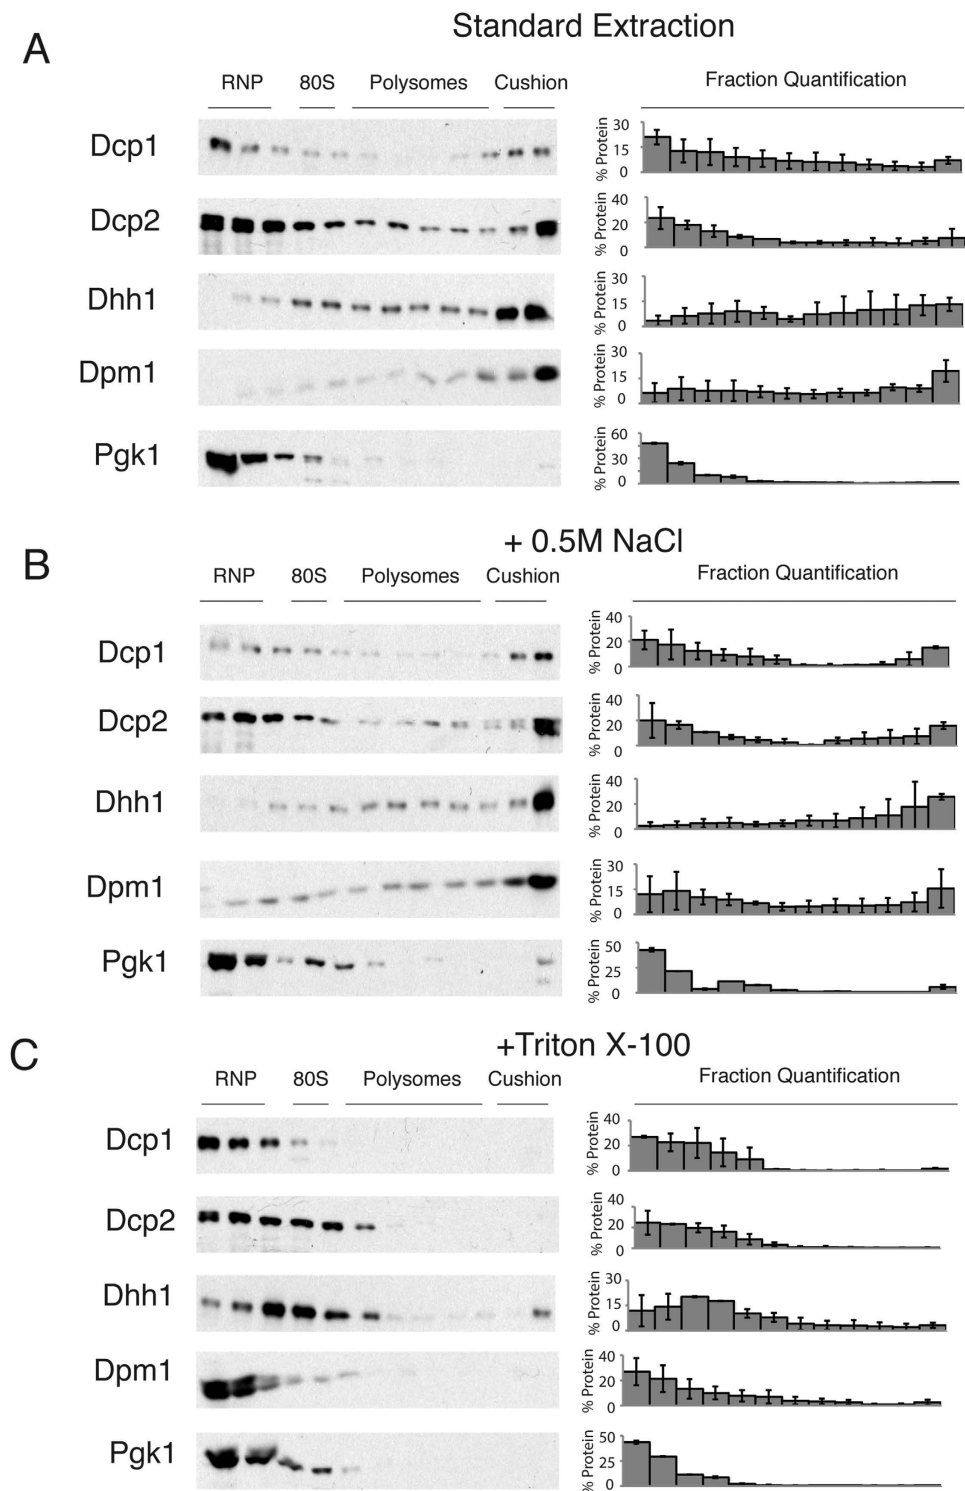 Standard Extraction
A
RNP 80S Polysomes Cushion Fraction Quantification
Dcp1 % Protein 30 15 0
Dcp2 % Protein 40 20 0
Dhh1 % Protein 30 15 0
Dpm1 % Protein 30 15 0
Pgk1 % Protein 60 30 0
+ 0.5M NaCl
B
RNP 80S Polysomes Cushion Fraction Quantification
Dcp1 % Protein 40 20 0
Dcp2 % Protein 40 20 0
Dhh1 % Protein 40 20 0
Dpm1 % Protein 30 15 0
Pgk1 % Protein 50 25 0
+Triton X-100
C
RNP 80S Polysomes Cushion Fraction Quantification
Dcp1 % Protein 40 20 0
Dcp2 % Protein 40 20 0
Dhh1 % Protein 30 15 0
Dpm1 % Protein 40 20 0
Pgk1 % Protein 50 25 0